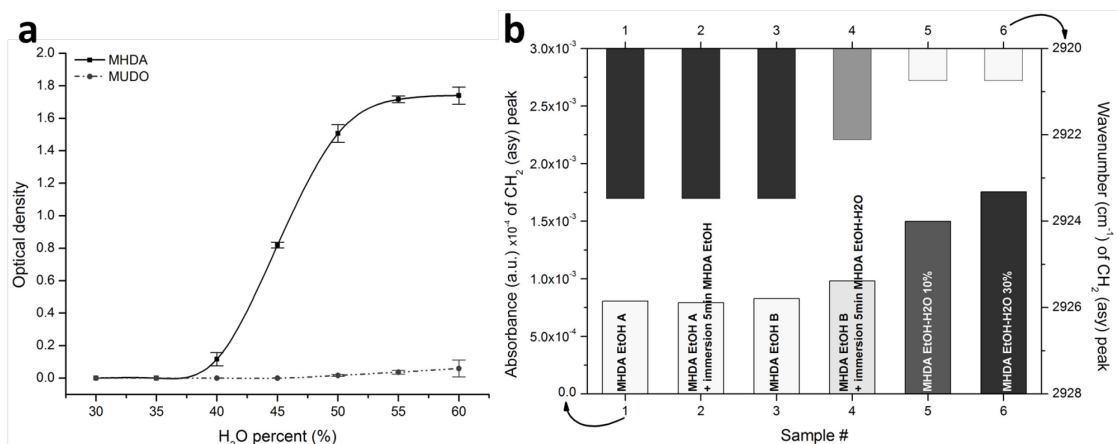 a
MHDA
MUDO
2.0
1.8
1.6
1.4
1.2
1.0
0.8
0.6
0.4
0.2
0.0
Optical density
30 35 40 45 50 55 60
H₂O percent (%)
b
1 2 3 4 5 6
3.0x10⁻³
2.5x10⁻³
2.0x10⁻³
1.5x10⁻³
1.0x10⁻³
5.0x10⁻⁴
0.0
Absorbance (a.u.) x10⁻⁴ of CH₂ (asy) peak
MHDA EtOH A
MHDA EtOH A
+ immersion 5min MHDA EtOH
MHDA EtOH B
MHDA EtOH B
+ immersion 5min MHDA EtOH-H2O
MHDA EtOH-H2O 10%
MHDA EtOH-H2O 30%
2920
2922
2924
2926
2928
Wavenumber (cm⁻¹) of CH₂ (asy) peak
1 2 3 4 5 6
Sample #